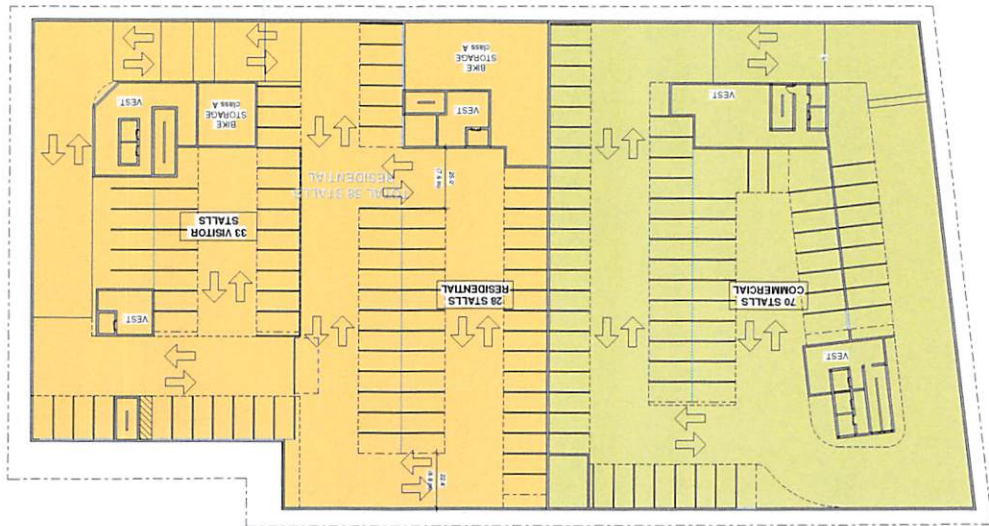 VEST
70 STALLS
COMMERCIAL
VEST
28 STALLS
RESIDENTIAL
VEST
33 VISITOR
STALLS
TOTAL 58 STALLS
RESIDENTIAL
VEST
BIKE
STORAGE
class A
VEST
BIKE
STORAGE
class A